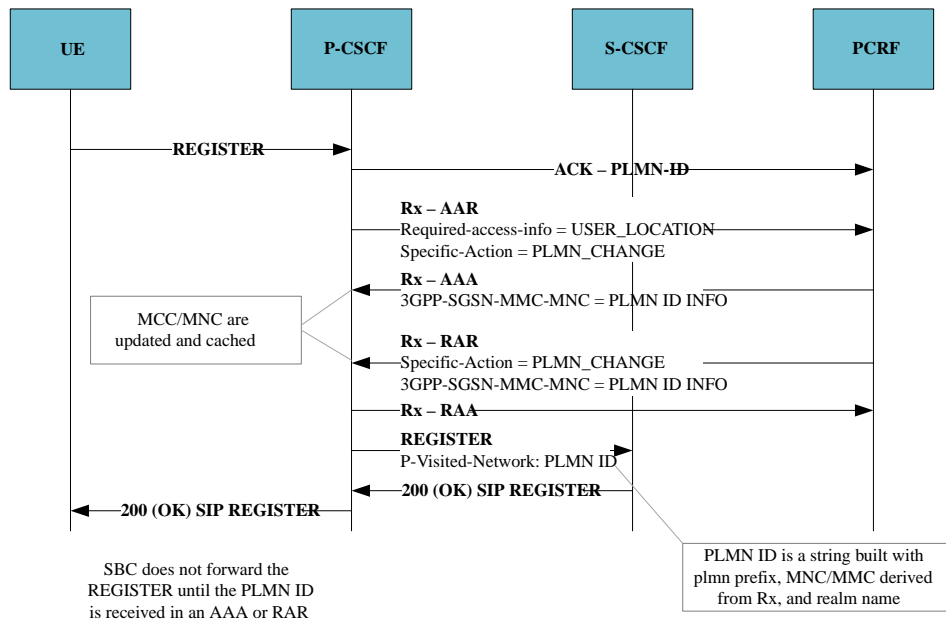 UE
P-CSCF
S-CSCF
PCRF
REGISTER
ACK – PLMN-ID
Rx – AAR
Required-access-info = USER_LOCATION
Specific-Action = PLMN_CHANGE
Rx – AAA
3GPP-SGSN-MMC-MNC = PLMN ID INFO
MCC/MNC are
updated and cached
Rx – RAR
Specific-Action = PLMN_CHANGE
3GPP-SGSN-MMC-MNC = PLMN ID INFO
Rx – RAA
REGISTER
P-Visited-Network: PLMN ID
200 (OK) SIP REGISTER
200 (OK) SIP REGISTER
PLMN ID is a string built with
plmn prefix, MNC/MMC derived
from Rx, and realm name
SBC does not forward the
REGISTER until the PLMN ID
is received in an AAA or RAR